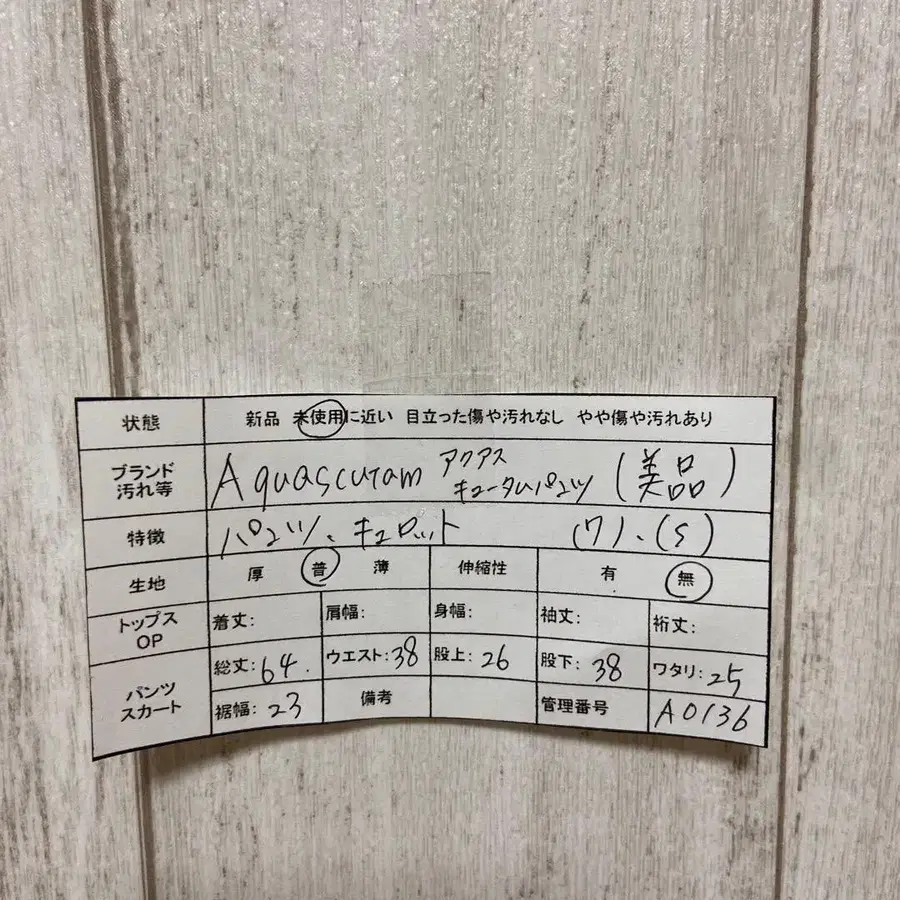 状態 新品 未使用に近い 目立った傷や汚れなし やや傷や汚れあり
ブランド 汚れ等 Aquascutam アクアス キュータムパンツ (美品)
特徴 パンツ、キュロット (7)、(S)
生地 厚 普 薄 伸縮性 有 無
トップス OP 着丈: 肩幅: 身幅: 袖丈: 裄丈:
パンツ スカート 総丈:64. ウエスト:38 股上:26 股下:38 ワタリ:25
裾幅:23 備考 管理番号 A0136